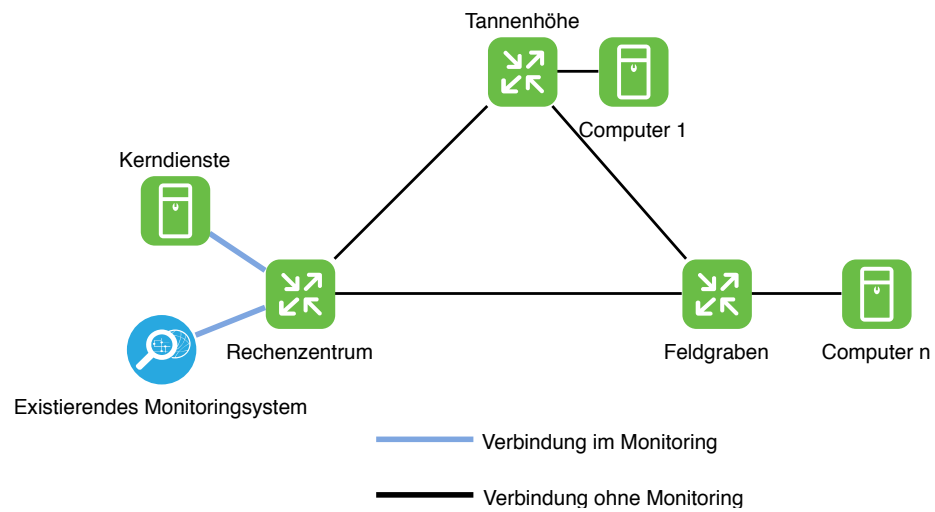 Tannenhöhe
Computer 1
Kerndienste
Rechenzentrum
Feldgraben
Computer n
Existierendes Monitoringsystem
Verbindung im Monitoring
Verbindung ohne Monitoring